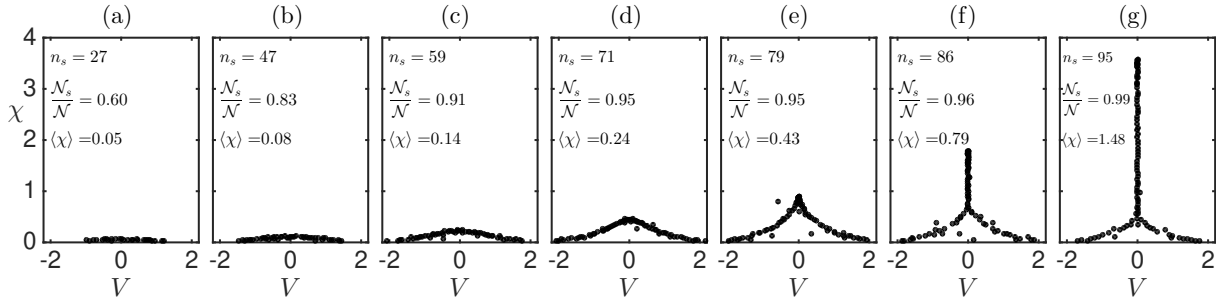 (a) (b) (c) (d) (e) (f) (g)
4
3
2
1
0
χ
n_s = 27
𝒩_s/𝒩 = 0.60
⟨χ⟩ =0.05
n_s = 47
𝒩_s/𝒩 = 0.83
⟨χ⟩ =0.08
n_s = 59
𝒩_s/𝒩 = 0.91
⟨χ⟩ =0.14
n_s = 71
𝒩_s/𝒩 = 0.95
⟨χ⟩ =0.24
n_s = 79
𝒩_s/𝒩 = 0.95
⟨χ⟩ =0.43
n_s = 86
𝒩_s/𝒩 = 0.96
⟨χ⟩ =0.79
n_s = 95
𝒩_s/𝒩 = 0.99
⟨χ⟩ =1.48
-2 0 2 -2 0 2 -2 0 2 -2 0 2 -2 0 2 -2 0 2 -2 0 2
V V V V V V V